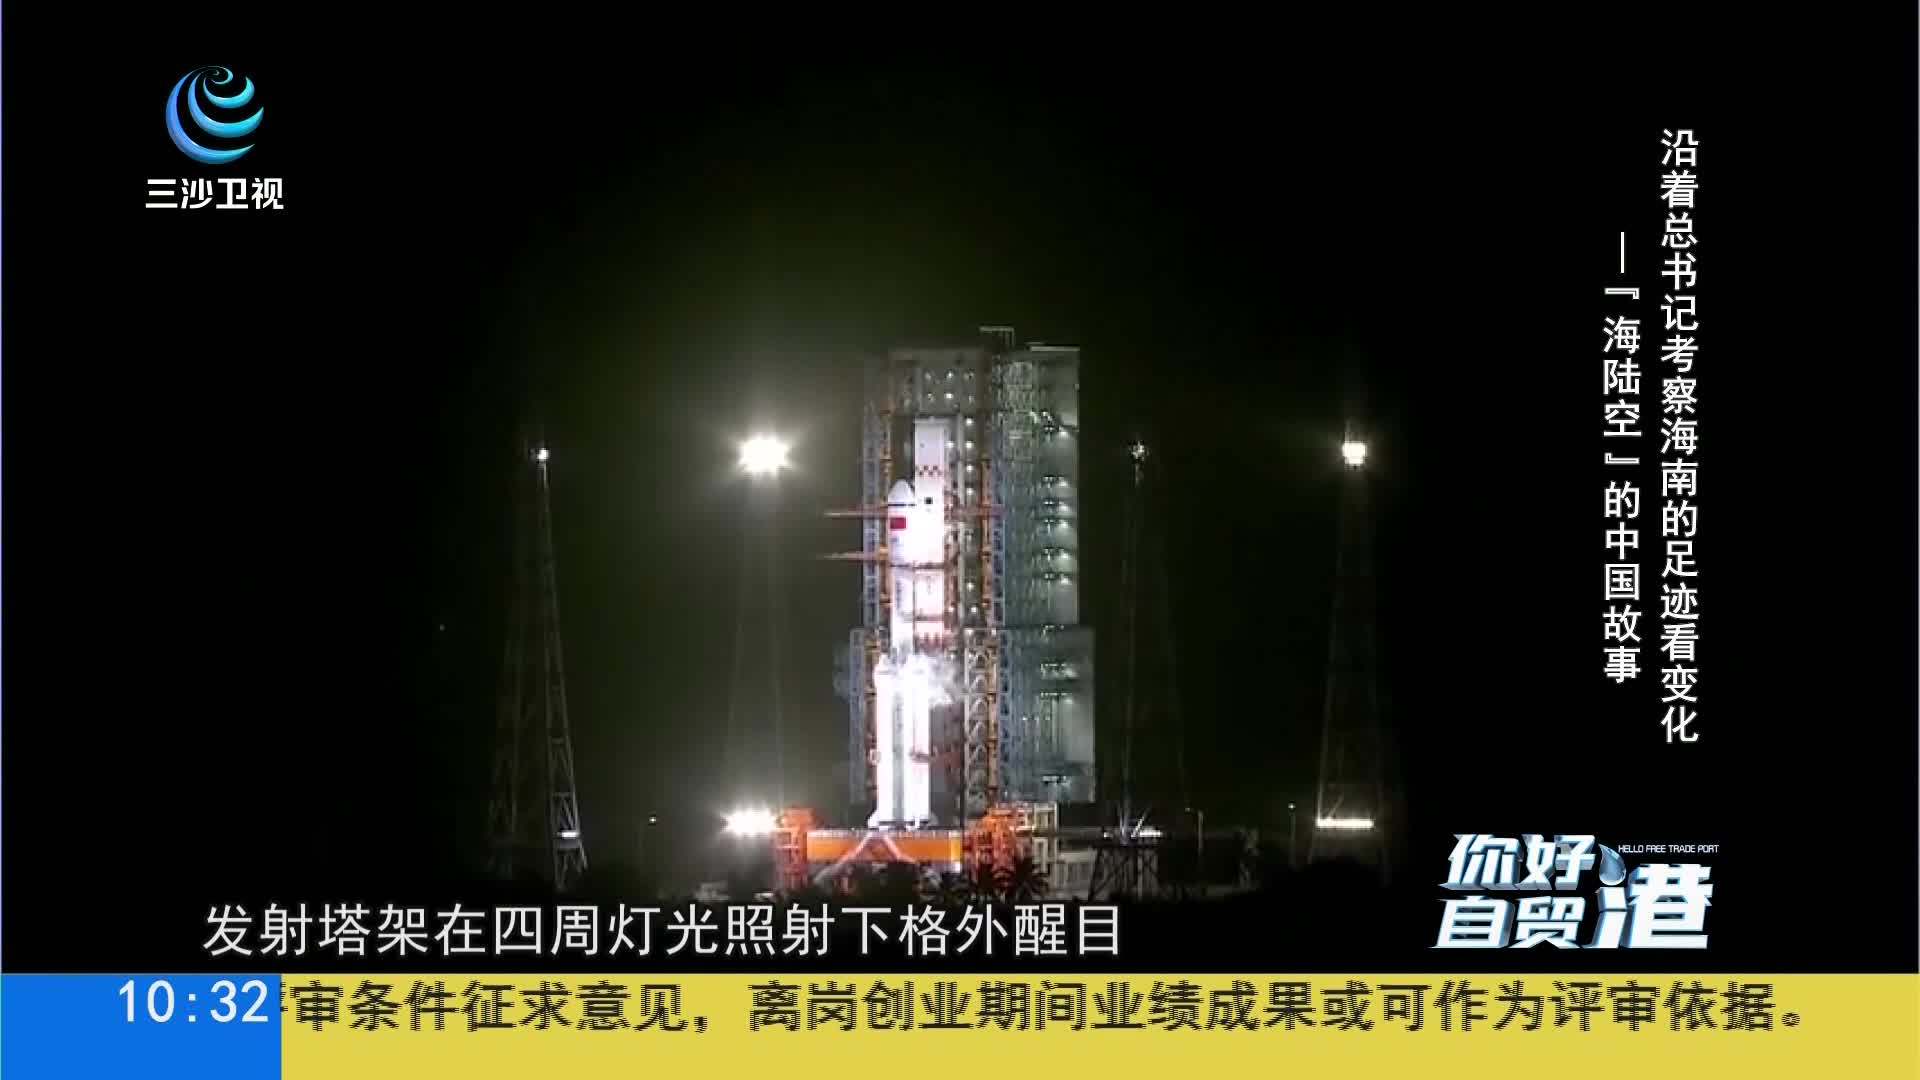 三沙卫视
沿着总书记考察海南的足迹看变化
—『海陆空』的中国故事
你好
HELLO FREE TRADE PORT
自贸港
发射塔架在四周灯光照射下格外醒目
10:32
审条件征求意见，离岗创业期间业绩成果或可作为评审依据。